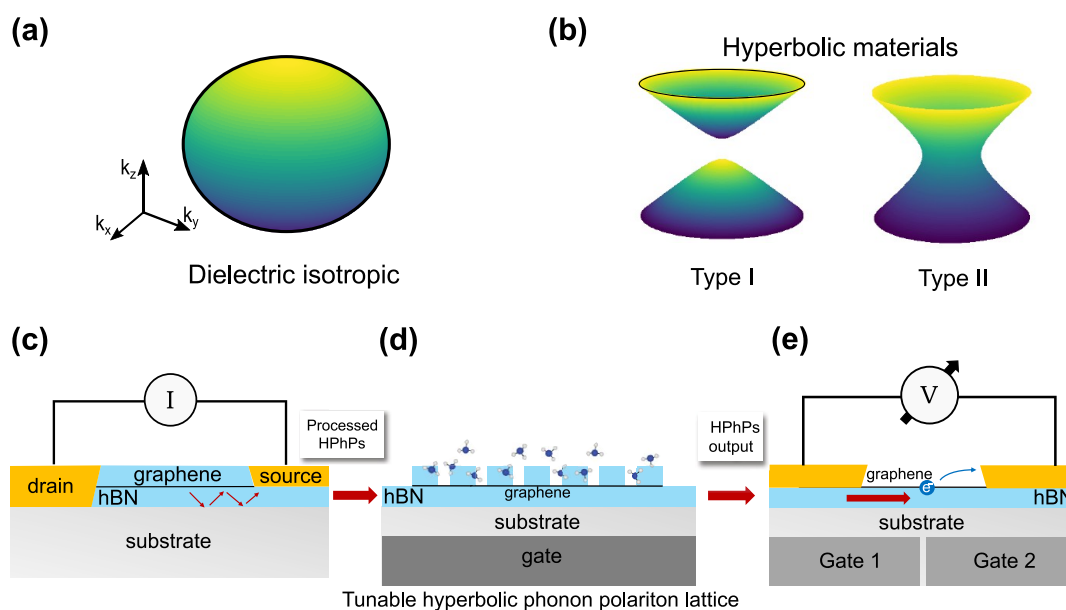 (a)
k_z
k_x
k_y
Dielectric isotropic
(b)
Hyperbolic materials
Type I
Type II
(c)
I
drain
graphene
source
hBN
substrate
Processed
HPhPs
(d)
graphene
hBN
substrate
gate
Tunable hyperbolic phonon polariton lattice
HPhPs
output
(e)
V
graphene
e⁻
hBN
substrate
Gate 1
Gate 2